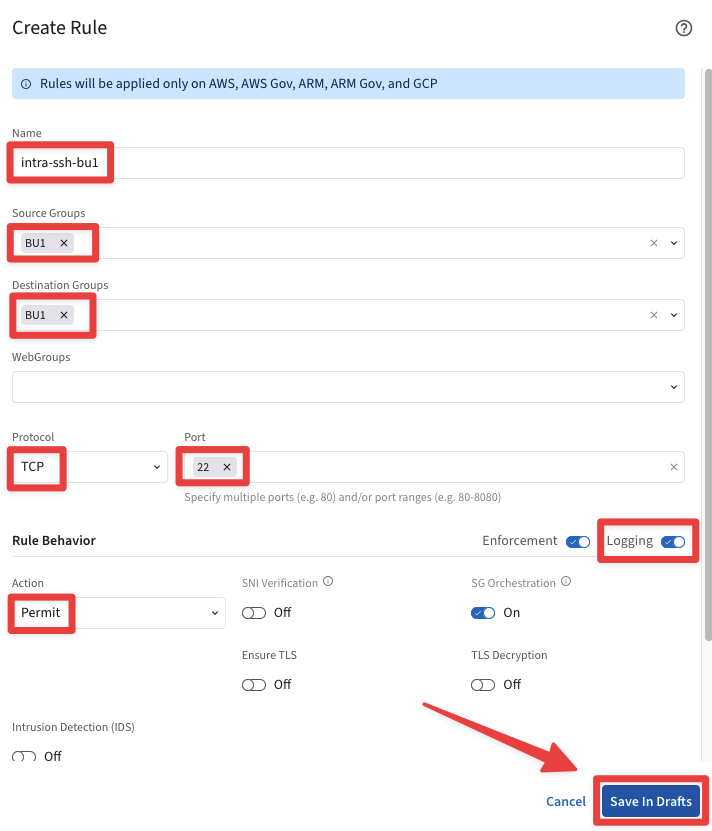 Create Rule
Rules will be applied only on AWS, AWS Gov, ARM, ARM Gov, and GCP
Name
intra-ssh-bu1
Source Groups
BU1
Destination Groups
BU1
WebGroups
Protocol Port
TCP 22
Specify multiple ports (e.g. 80) and/or port ranges (e.g. 80-8080)
Rule Behavior Enforcement Logging
Action SNI Verification SG Orchestration
Permit Off On
Ensure TLS TLS Decryption
Off Off
Intrusion Detection (IDS)
Off
Cancel Save In Drafts